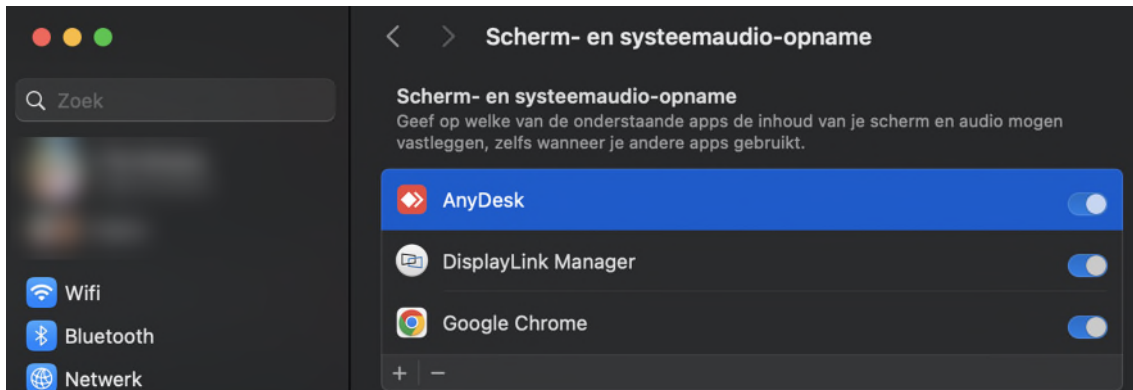 Scherm- en systeemaudio-opname
Zoek
Scherm- en systeemaudio-opname
Geef op welke van de onderstaande apps de inhoud van je scherm en audio mogen
vastleggen, zelfs wanneer je andere apps gebruikt.
AnyDesk
DisplayLink Manager
Google Chrome
Wifi
Bluetooth
Netwerk